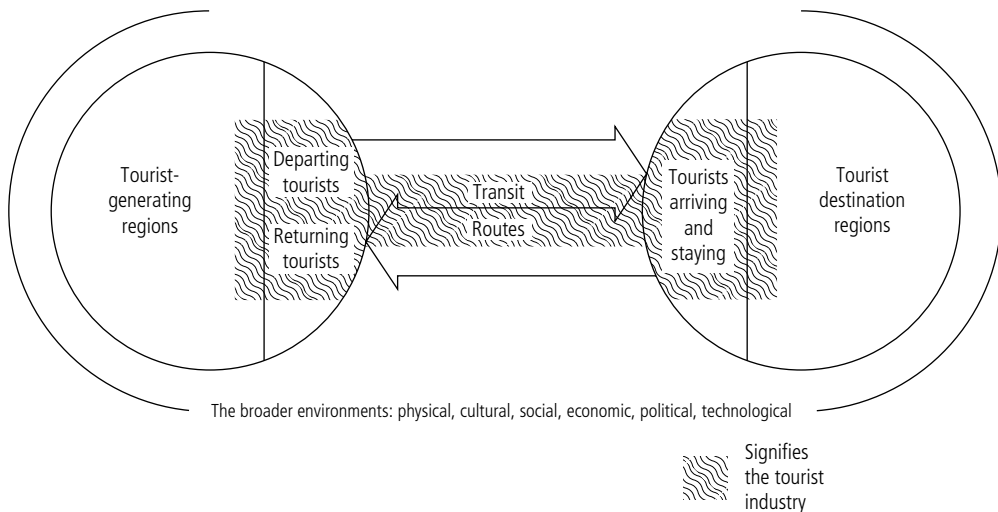 Tourist-
generating
regions
Departing
tourists
Returning
tourists
Transit
Routes
Tourists
arriving
and
staying
Tourist
destination
regions
The broader environments: physical, cultural, social, economic, political, technological
Signifies
the tourist
industry